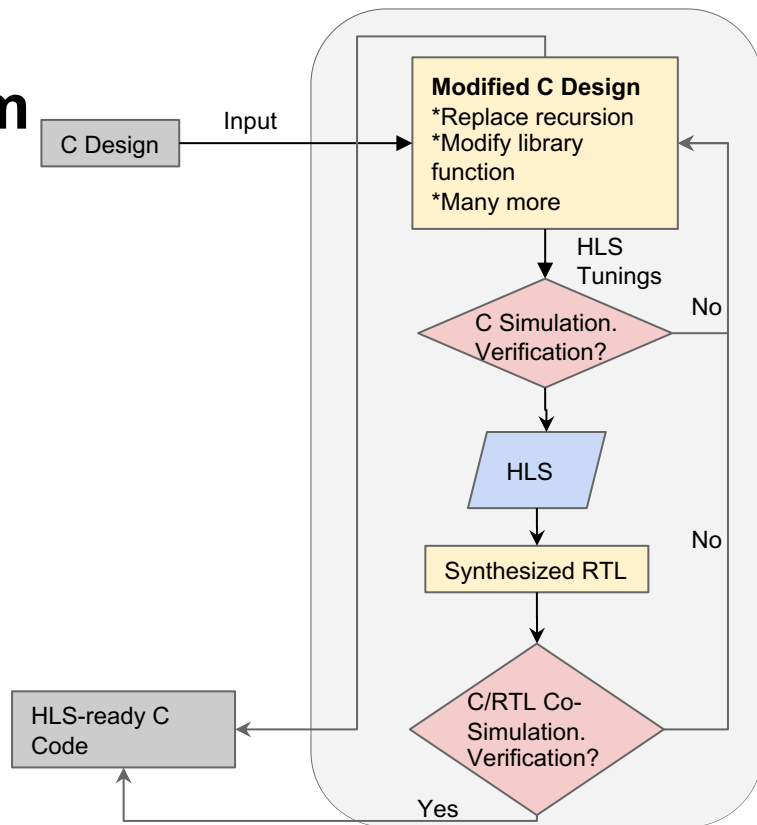 m
C Design
Input
Modified C Design
*Replace recursion
*Modify library
function
*Many more
HLS
Tunings
C Simulation.
Verification?
No
HLS
Synthesized RTL
No
C/RTL Co-
Simulation.
Verification?
HLS-ready C
Code
Yes